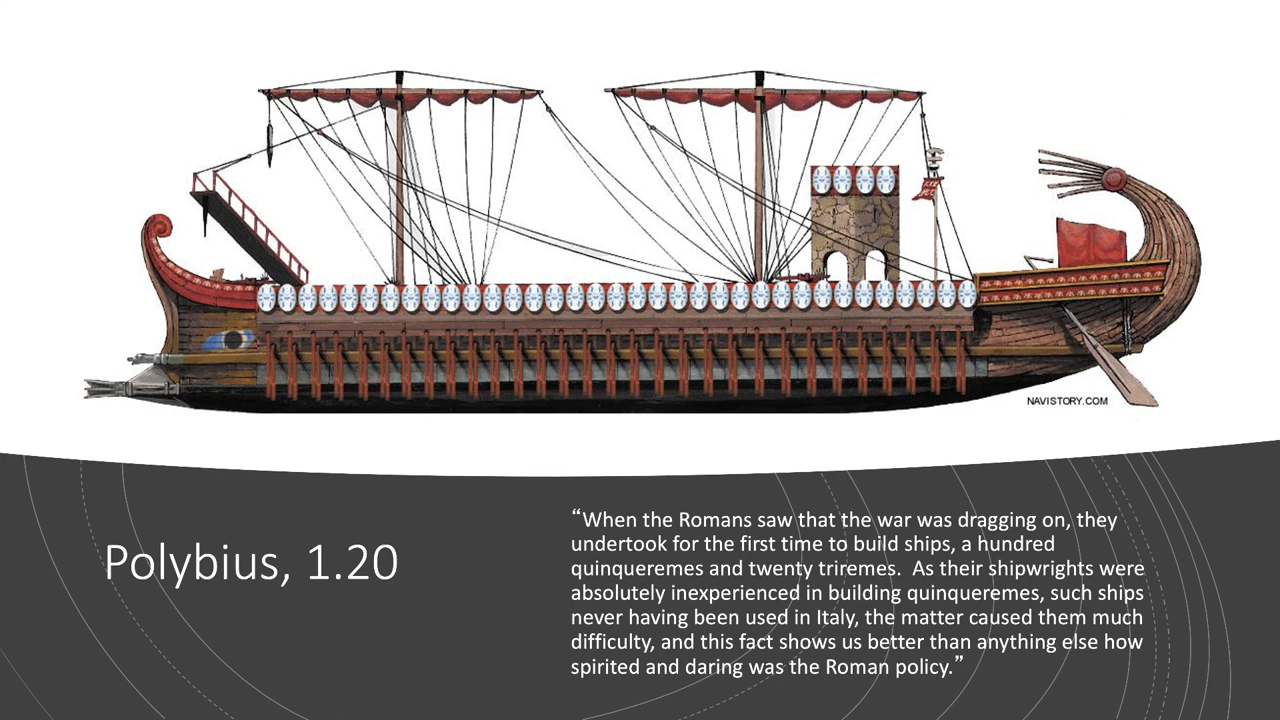 NAVISTORY.COM
Polybius, 1.20
“When the Romans saw that the war was dragging on, they
undertook for the first time to build ships, a hundred
quinqueremes and twenty triremes.  As their shipwrights were
absolutely inexperienced in building quinqueremes, such ships
never having been used in Italy, the matter caused them much
difficulty, and this fact shows us better than anything else how
spirited and daring was the Roman policy.”